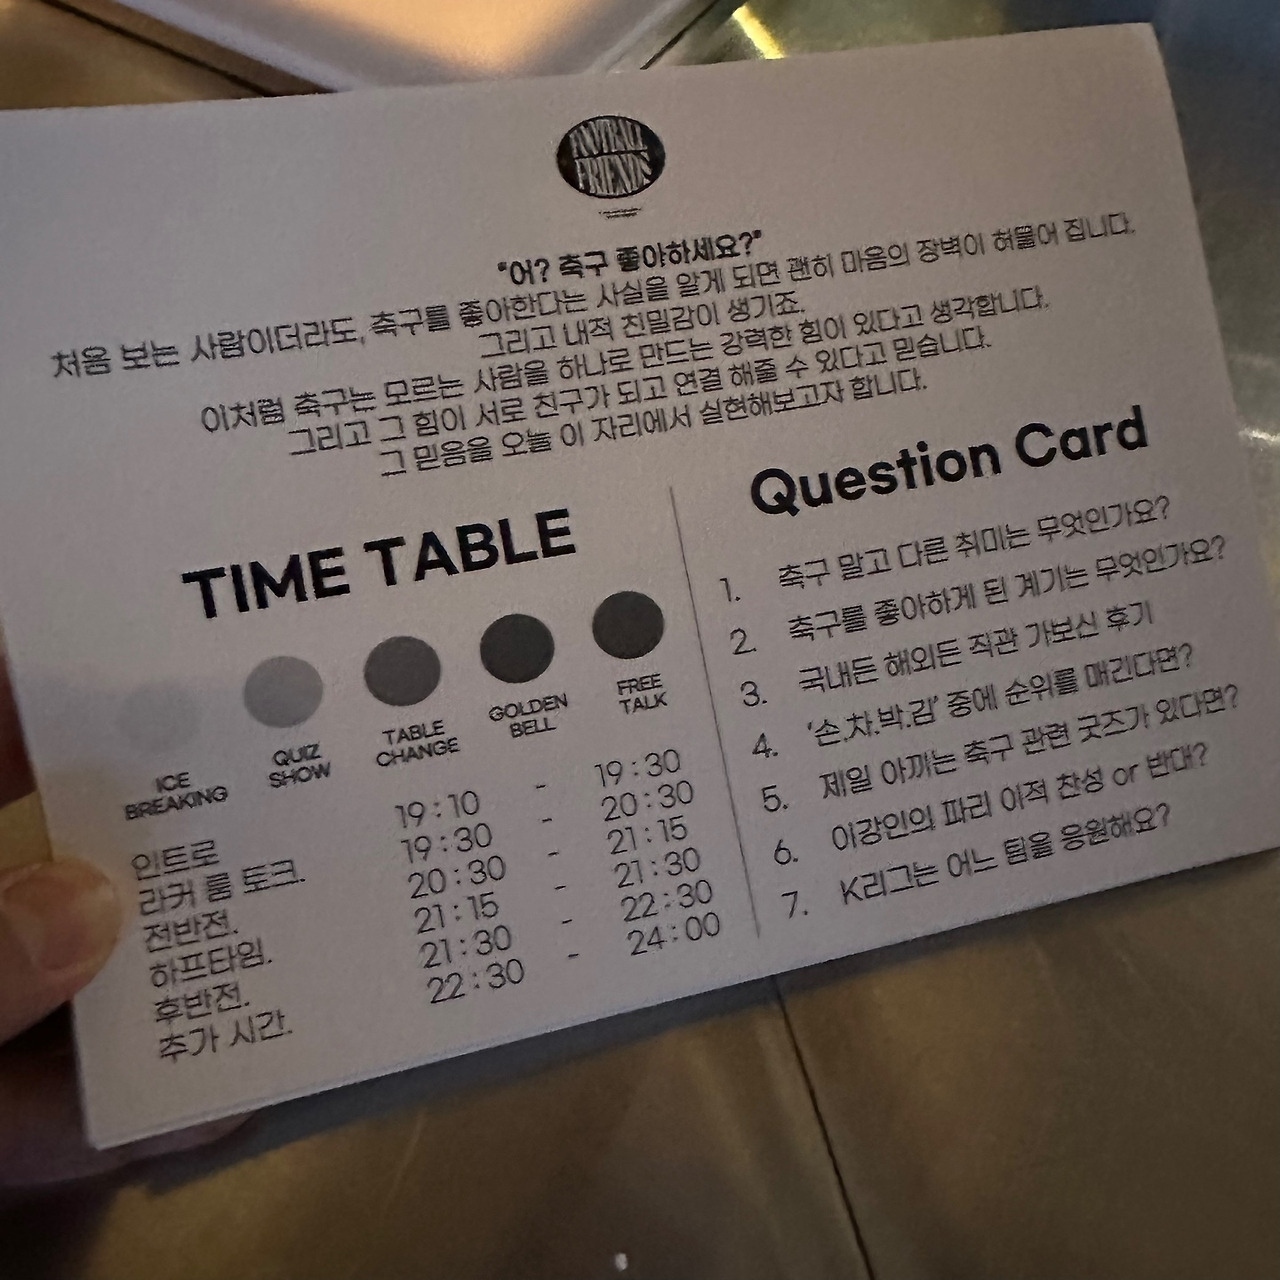 FOOTBALL
FRIENDS
"어? 축구 좋아하세요?"
처음 보는 사람이더라도, 축구를 좋아한다는 사실을 알게 되면 괜히 마음의 장벽이 허물어 집니다.
그리고 내적 친밀감이 생기죠.
이처럼 축구는 모르는 사람을 하나로 만드는 강력한 힘이 있다고 생각합니다.
그리고 그 힘이 서로 친구가 되고 연결 해줄 수 있다고 믿습니다.
그 믿음을 오늘 이 자리에서 실현해보고자 합니다.
TIME TABLE
ICE BREAKING
QUIZ SHOW
TABLE CHANGE
GOLDEN BELL
FREE TALK
인트로 19:10 - 19:30
라커 룸 토크. 19:30 - 20:30
전반전. 20:30 - 21:15
하프타임. 21:15 - 21:30
후반전. 21:30 - 22:30
추가 시간. 22:30 - 24:00
Question Card
1. 축구 말고 다른 취미는 무엇인가요?
2. 축구를 좋아하게 된 계기는 무엇인가요?
3. 국내든 해외든 직관 가보신 후기
4. '손.차.박.김' 중에 순위를 매긴다면?
5. 제일 아끼는 축구 관련 굿즈가 있다면?
6. 이강인의 파리 이적 찬성 or 반대?
7. K리그는 어느 팀을 응원해요?